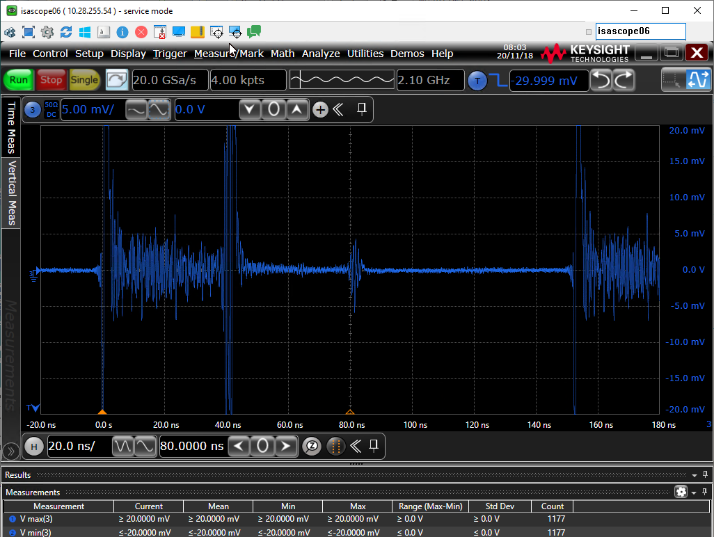 isascope06 ( 10.28.255.54 ) - service mode
isascope06
File Control Setup Display Trigger Measure/Mark Math Analyze Utilities Demos Help
08:03
20/11/18
KEYSIGHT
TECHNOLOGIES
Run Stop Single 20.0 GSa/s 4.00 kpts 2.10 GHz T 29.999 mV
3 50Ω DC 5.00 mV/ 0.0 V
Time Meas
Vertical Meas
Measurements
20.0 mV
15.0 mV
10.0 mV
5.0 mV
0.0 V
-5.0 mV
-10.0 mV
-15.0 mV
-20.0 mV
T
-20.0 ns 0.0 s 20.0 ns 40.0 ns 60.0 ns 80.0 ns 100 ns 120 ns 140 ns 160 ns 180 ns 3
H 20.0 ns/ 80.0000 ns 0
Results
Measurements
Measurement Current Mean Min Max Range (Max-Min) Std Dev Count
V max(3) ≥ 20.0000 mV ≥ 20.0000 mV ≥ 20.0000 mV ≥ 20.0000 mV ≥ 0.0 V ≥ 0.0 V 1177
V min(3) ≤-20.0000 mV ≤ -20.0000 mV ≤ -20.0000 mV ≤ -20.0000 mV ≤ 0.0 V ≤ 0.0 V 1177